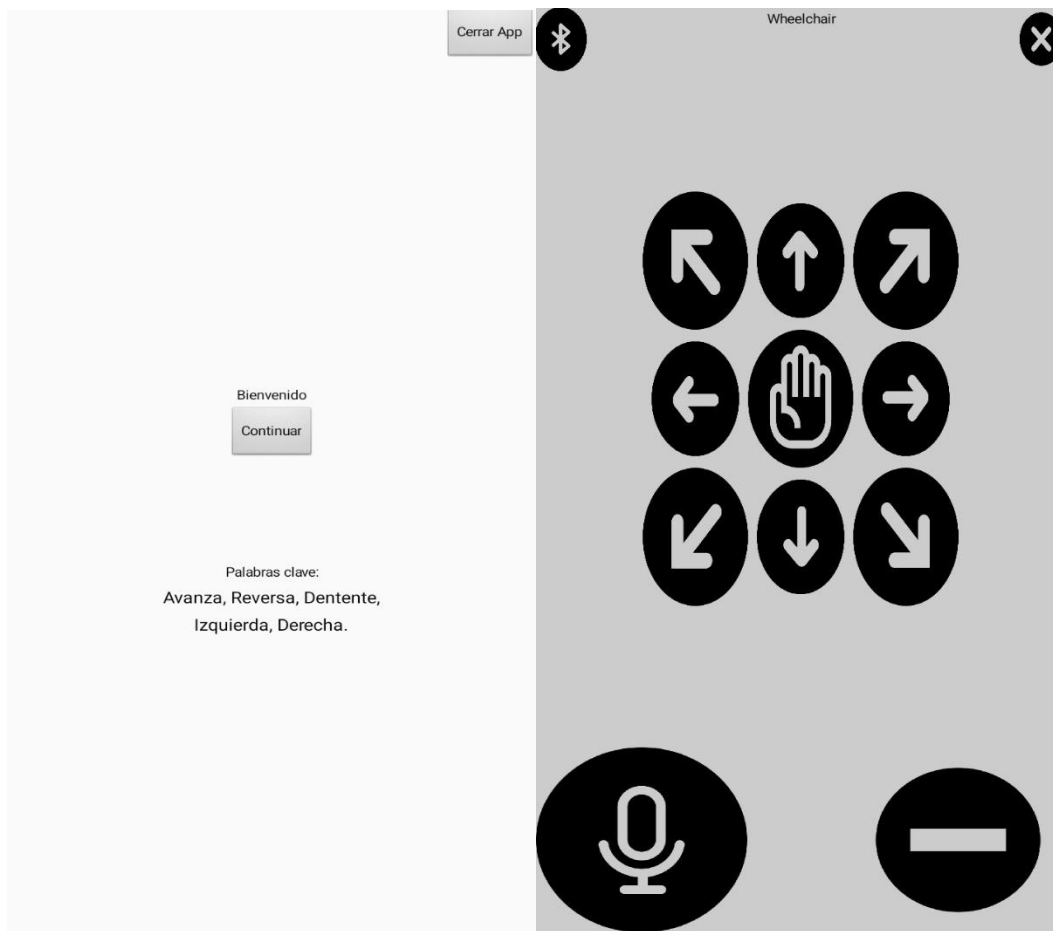 Cerrar App
Wheelchair
Bienvenido
Continuar
Palabras clave:
Avanza, Reversa, Dentente,
Izquierda, Derecha.